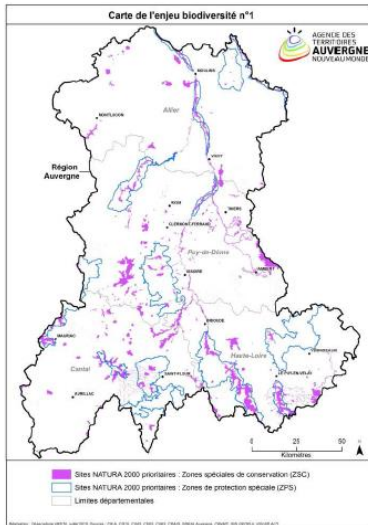 Carte de l'enjeu biodiversité n°1
AGENCE DES
TERRITOIRES
AUVERGNE
NOUVEAU MONDE
MOULINS
Allier
MONTLUCON
Région
Auvergne
VICHY
RIOM
THIERS
CLERMONT-FERRAND
Puy-de-Dôme
AMBERT
ISSOIRE
BRIOUDE
Haute-Loire
MAURIAC
YSSINGEAUX
Cantal
SAINT-FLOUR
LE PUY-EN-VELAY
AURILLAC
0 25 50
Kilomètres
Sites NATURA 2000 prioritaires : Zones spéciales de conservation (ZSC)
Sites NATURA 2000 prioritaires : Zones de protection spéciale (ZPS)
Limites départementales